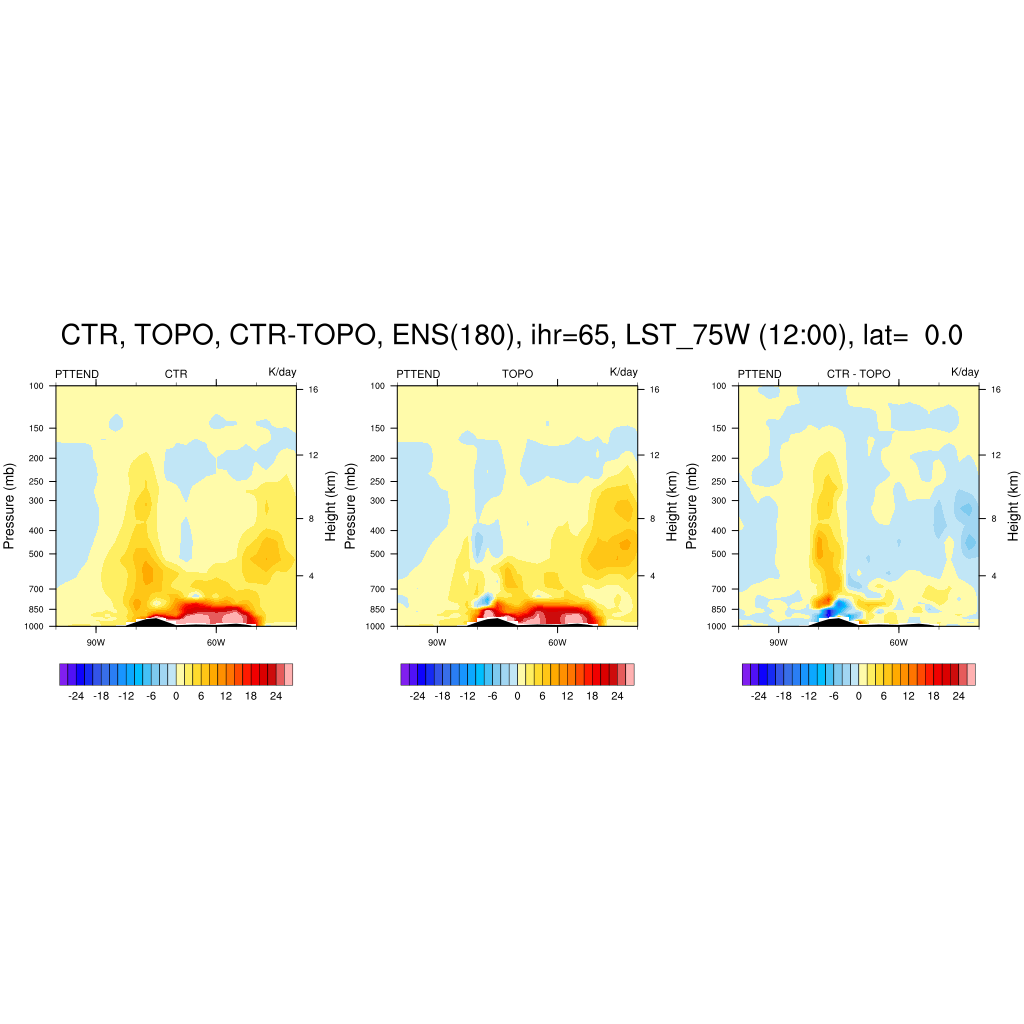 CTR, TOPO, CTR-TOPO, ENS(180), ihr=65, LST_75W (12:00), lat=  0.0
PTTEND CTR K/day
100
150
200
250
300
400
500
700
850
1000
Pressure (mb)
16
12
8
4
Height (km)
90W 60W
-24 -18 -12 -6 0 6 12 18 24
PTTEND TOPO K/day
100
150
200
250
300
400
500
700
850
1000
Pressure (mb)
16
12
8
4
Height (km)
90W 60W
-24 -18 -12 -6 0 6 12 18 24
PTTEND CTR - TOPO K/day
100
150
200
250
300
400
500
700
850
1000
Pressure (mb)
16
12
8
4
Height (km)
90W 60W
-24 -18 -12 -6 0 6 12 18 24